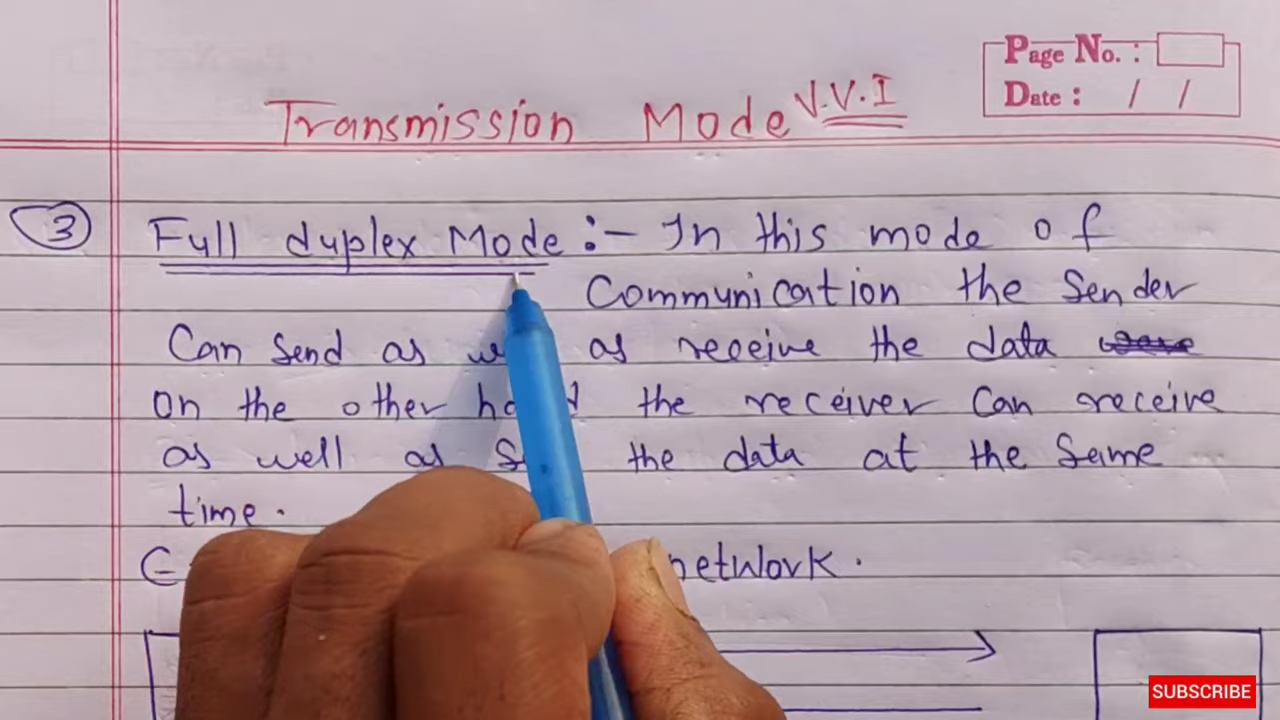 Page No. :
Date : / /
Transmission Mode V.V.I
3 Full duplex Mode :- In this mode of
Communication the Sender
Can Send as as receive the data
on the other the receiver Can receive
as well as the data at the Same
time.
network.
SUBSCRIBE